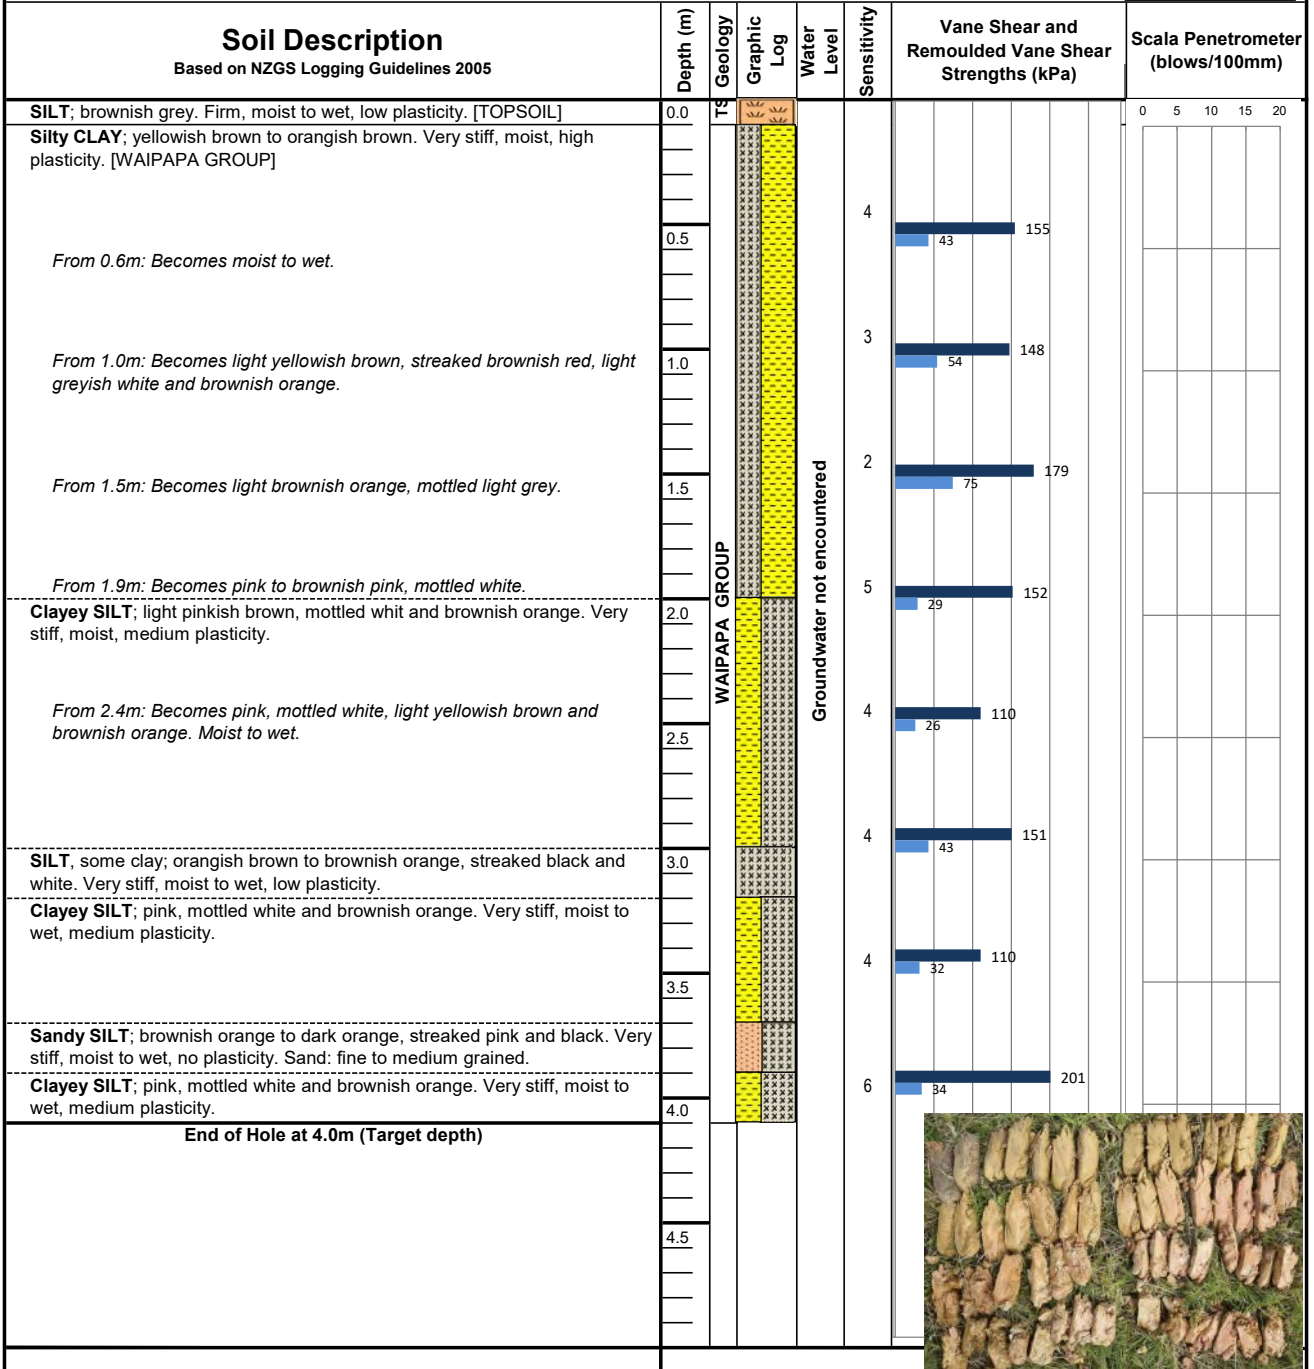 Soil Description
Based on NZGS Logging Guidelines 2005
Depth (m)
Geology
Graphic
Log
Water
Level
Sensitivity
Vane Shear and
Remoulded Vane Shear
Strengths (kPa)
Scala Penetrometer
(blows/100mm)
0 5 10 15 20
SILT; brownish grey. Firm, moist to wet, low plasticity. [TOPSOIL]
0.0
TS
Silty CLAY; yellowish brown to orangish brown. Very stiff, moist, high
plasticity. [WAIPAPA GROUP]
4
155
43
0.5
From 0.6m: Becomes moist to wet.
3
148
54
From 1.0m: Becomes light yellowish brown, streaked brownish red, light
greyish white and brownish orange.
1.0
2
179
75
From 1.5m: Becomes light brownish orange, mottled light grey.
1.5
WAIPAPA GROUP
Groundwater not encountered
From 1.9m: Becomes pink to brownish pink, mottled white.
5
152
29
Clayey SILT; light pinkish brown, mottled whit and brownish orange. Very
stiff, moist, medium plasticity.
2.0
From 2.4m: Becomes pink, mottled white, light yellowish brown and
brownish orange. Moist to wet.
4
110
26
2.5
4
151
43
SILT, some clay; orangish brown to brownish orange, streaked black and
white. Very stiff, moist to wet, low plasticity.
3.0
Clayey SILT; pink, mottled white and brownish orange. Very stiff, moist to
wet, medium plasticity.
4
110
32
3.5
Sandy SILT; brownish orange to dark orange, streaked pink and black. Very
stiff, moist to wet, no plasticity. Sand: fine to medium grained.
Clayey SILT; pink, mottled white and brownish orange. Very stiff, moist to
wet, medium plasticity.
6
201
34
4.0
End of Hole at 4.0m (Target depth)
4.5